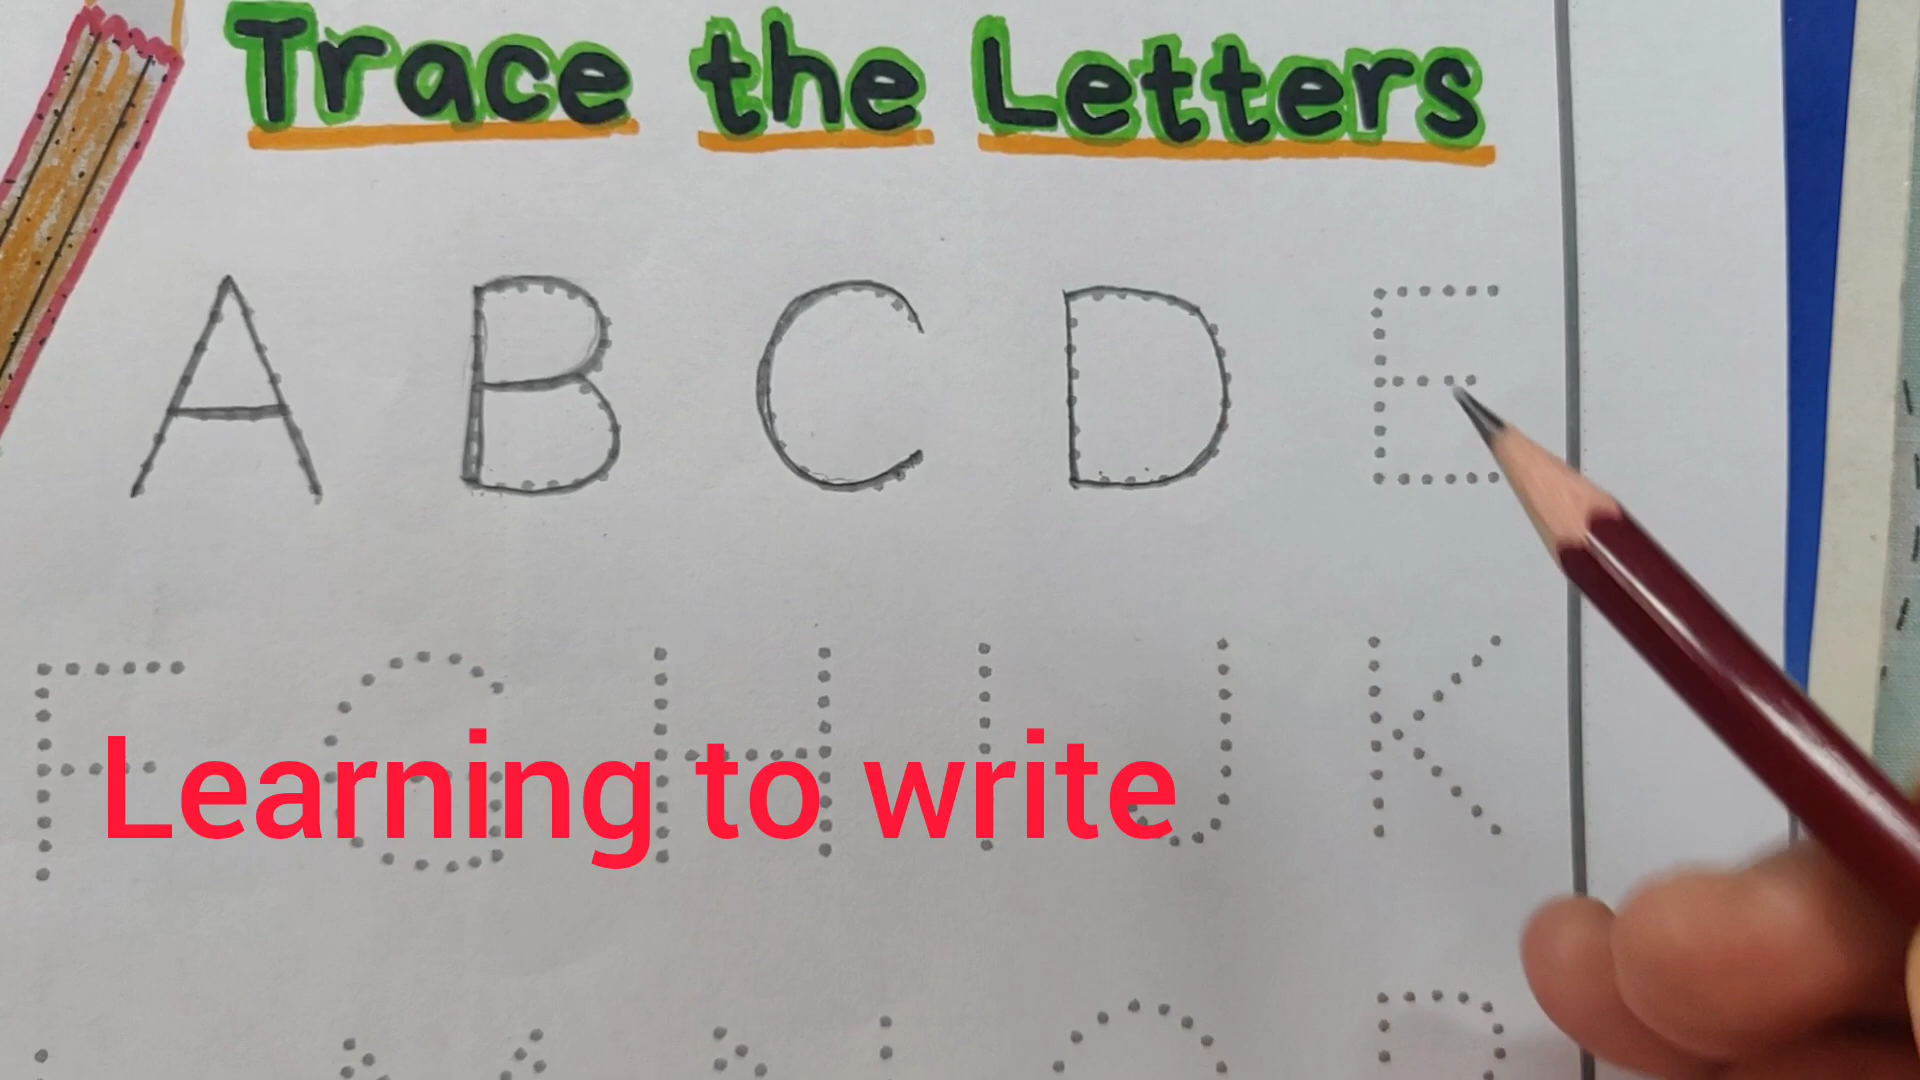 Trace the Letters
A B C D E
F G H I J K
Learning to write
L M N O P